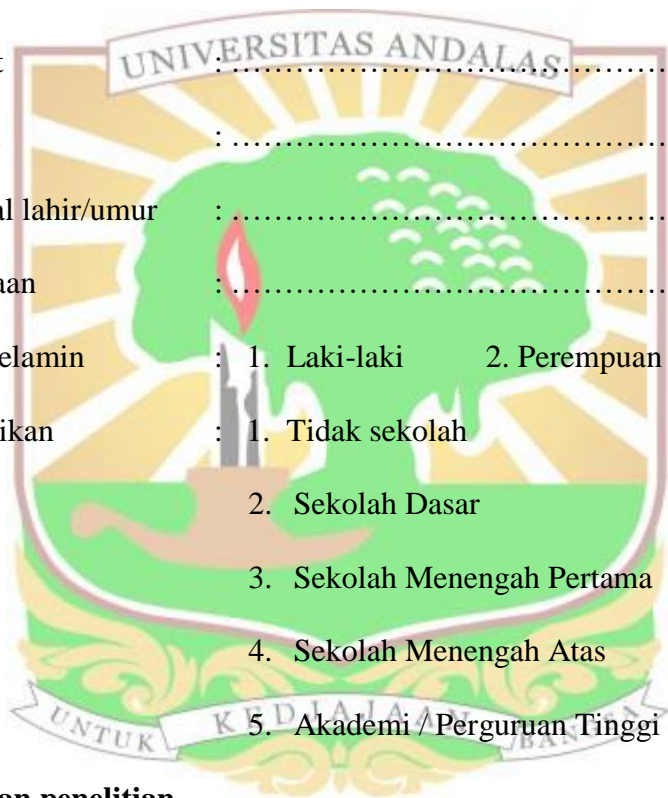 UNIVERSITAS ANDALAS
t : ……………………………………
: ……………………………………
al lahir/umur : ……………………………………
aan : ……………………………………
elamin : 1. Laki-laki 2. Perempuan
ikan : 1. Tidak sekolah
2. Sekolah Dasar
3. Sekolah Menengah Pertama
4. Sekolah Menengah Atas
5. Akademi / Perguruan Tinggi
UNTUK KEDJAJAAN BANGSA
an penelitian